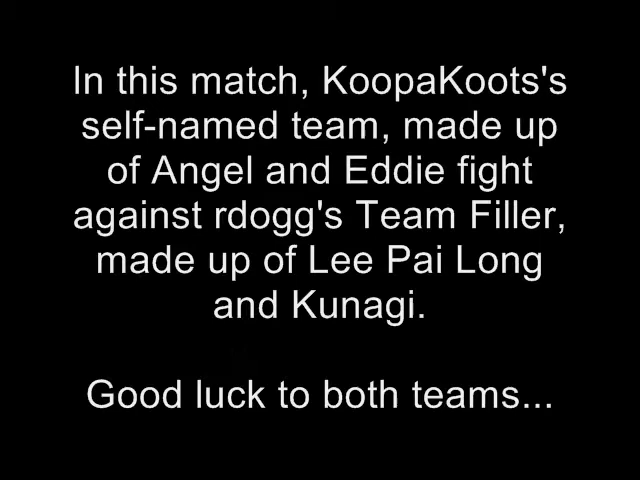 In this match, KoopaKoots's
self-named team, made up
of Angel and Eddie fight
against rdogg's Team Filler,
made up of Lee Pai Long
and Kunagi.
Good luck to both teams...